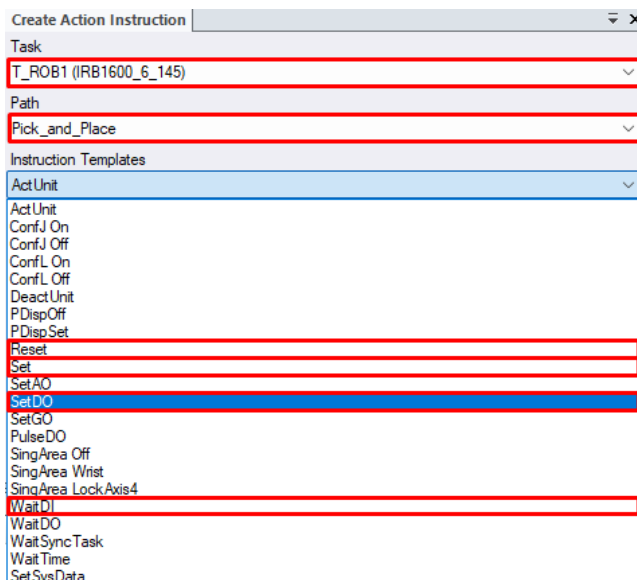 Create Action Instruction
Task
T_ROB1 (IRB1600_6_145)
Path
Pick_and_Place
Instruction Templates
ActUnit
ActUnit
ConfJ On
ConfJ Off
ConfL On
ConfL Off
DeactUnit
PDispOff
PDispSet
Reset
Set
SetAO
SetDO
SetGO
PulseDO
SingArea Off
SingArea Wrist
SingArea LockAxis4
WaitDI
WaitDO
WaitSyncTask
WaitTime
SetSysData